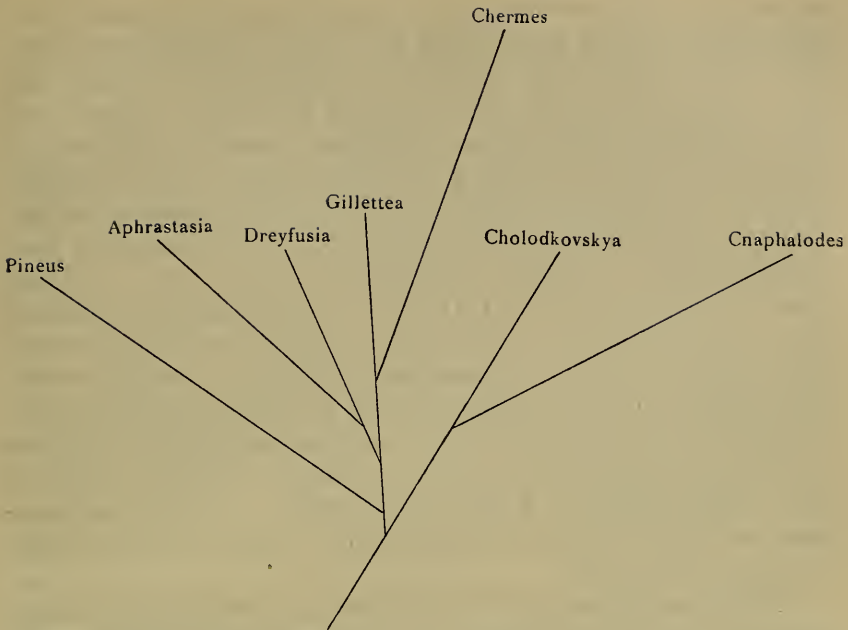 Chermes
Gillettea
Aphrastasia
Dreyfusia
Cholodkovskya
Cnaphalodes
Pineus